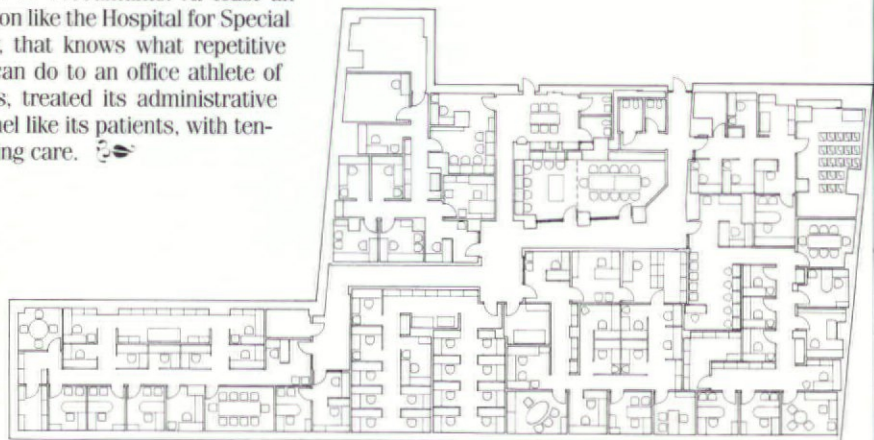 on like the Hospital for Special
that knows what repetitive
can do to an office athlete of
s, treated its administrative
nel like its patients, with ten-
ing care.